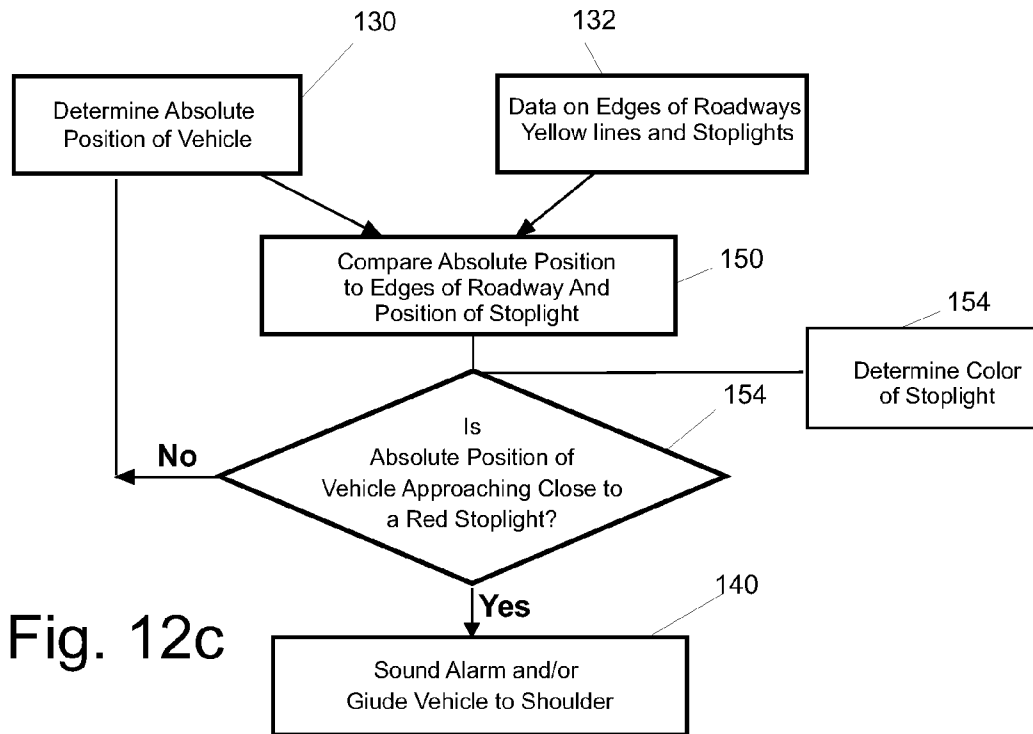 130
132
Determine Absolute
Position of Vehicle
Data on Edges of Roadways
Yellow lines and Stoplights
Compare Absolute Position
to Edges of Roadway And
Position of Stoplight
150
154
Determine Color
of Stoplight
154
Is
Absolute Position of
Vehicle Approaching Close to
a Red Stoplight?
No
Yes
140
Sound Alarm and/or
Giude Vehicle to Shoulder
Fig. 12c